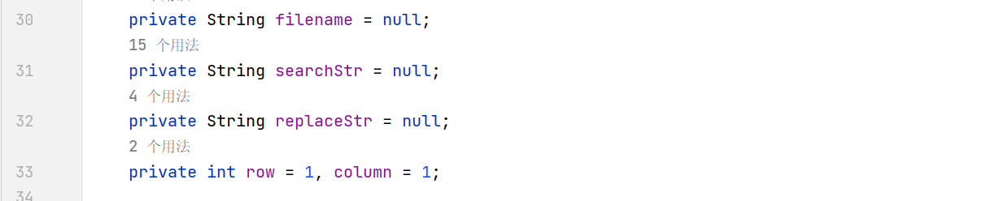 30 private String filename = null;
15 个用法
31 private String searchStr = null;
4 个用法
32 private String replaceStr = null;
2 个用法
33 private int row = 1, column = 1;
34